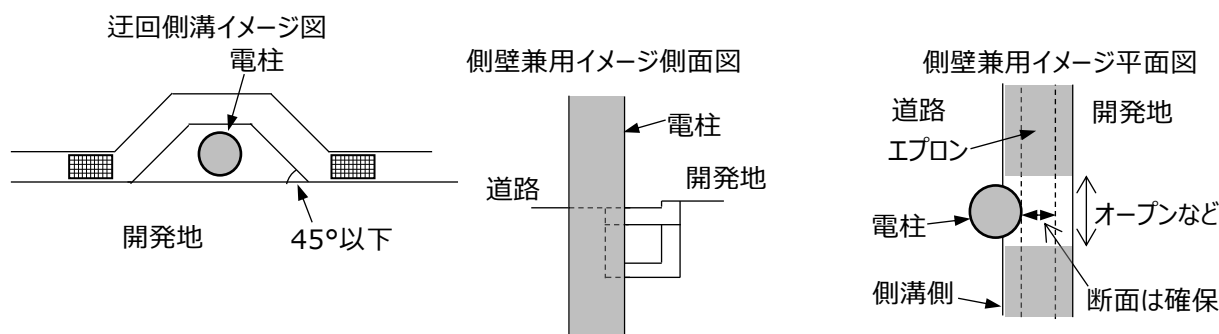 迂回側溝イメージ図
電柱
開発地
45°以下
側壁兼用イメージ側面図
電柱
道路
開発地
側壁兼用イメージ平面図
道路
開発地
エプロン
電柱
オープンなど
側溝側
断面は確保